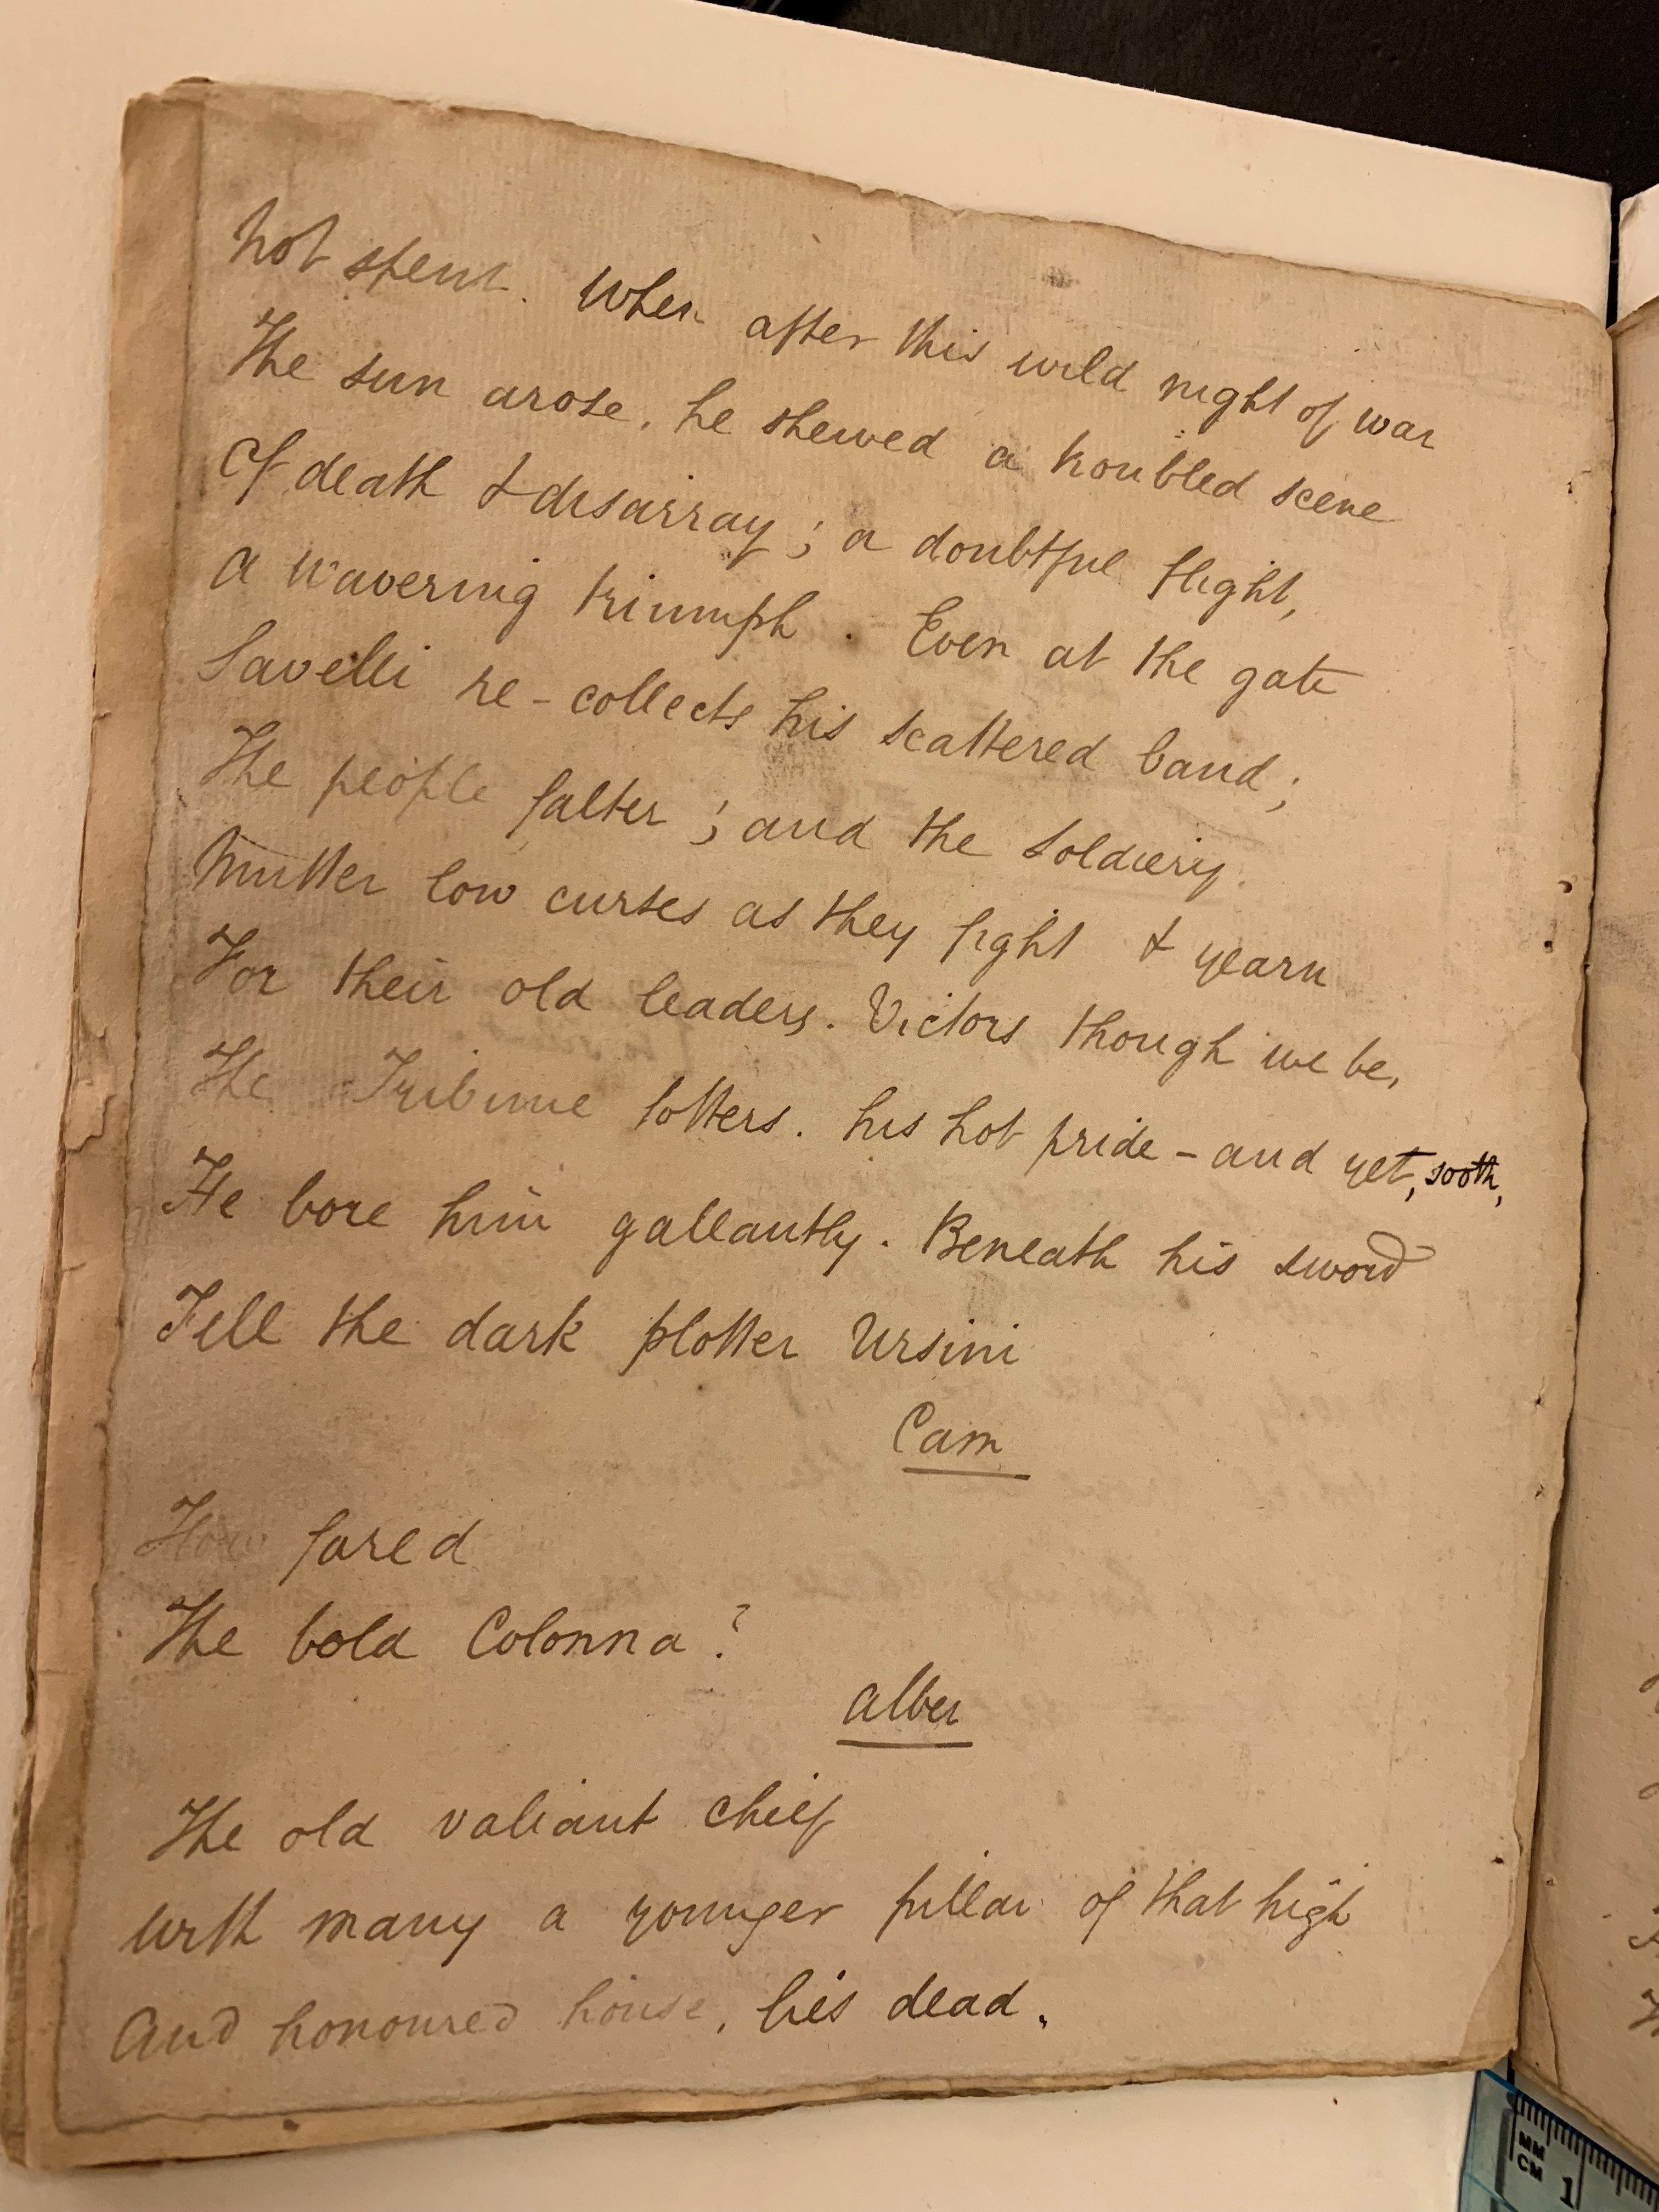 Not spent. When after this wild night of war
The sun arose, he shewed a troubled scene
Of death & disarray; a doubtful flight,
A wavering triumph. Even at the gate
Savelli re-collects his scattered band;
The people falter; and the Soldiery
Mutter low curses as they fight & yearn
For their old leaders. Victors though we be,
The Tribune totters. his hot pride - and yet, sooth,
He bore him gallantly. Beneath his sword
Fell the dark plotter Ursini
Cam
How fared
The bold Colonna?
Alber
The old valiant chief
With many a younger pillar of that high
And honoured house, lies dead.
MM
CM 1